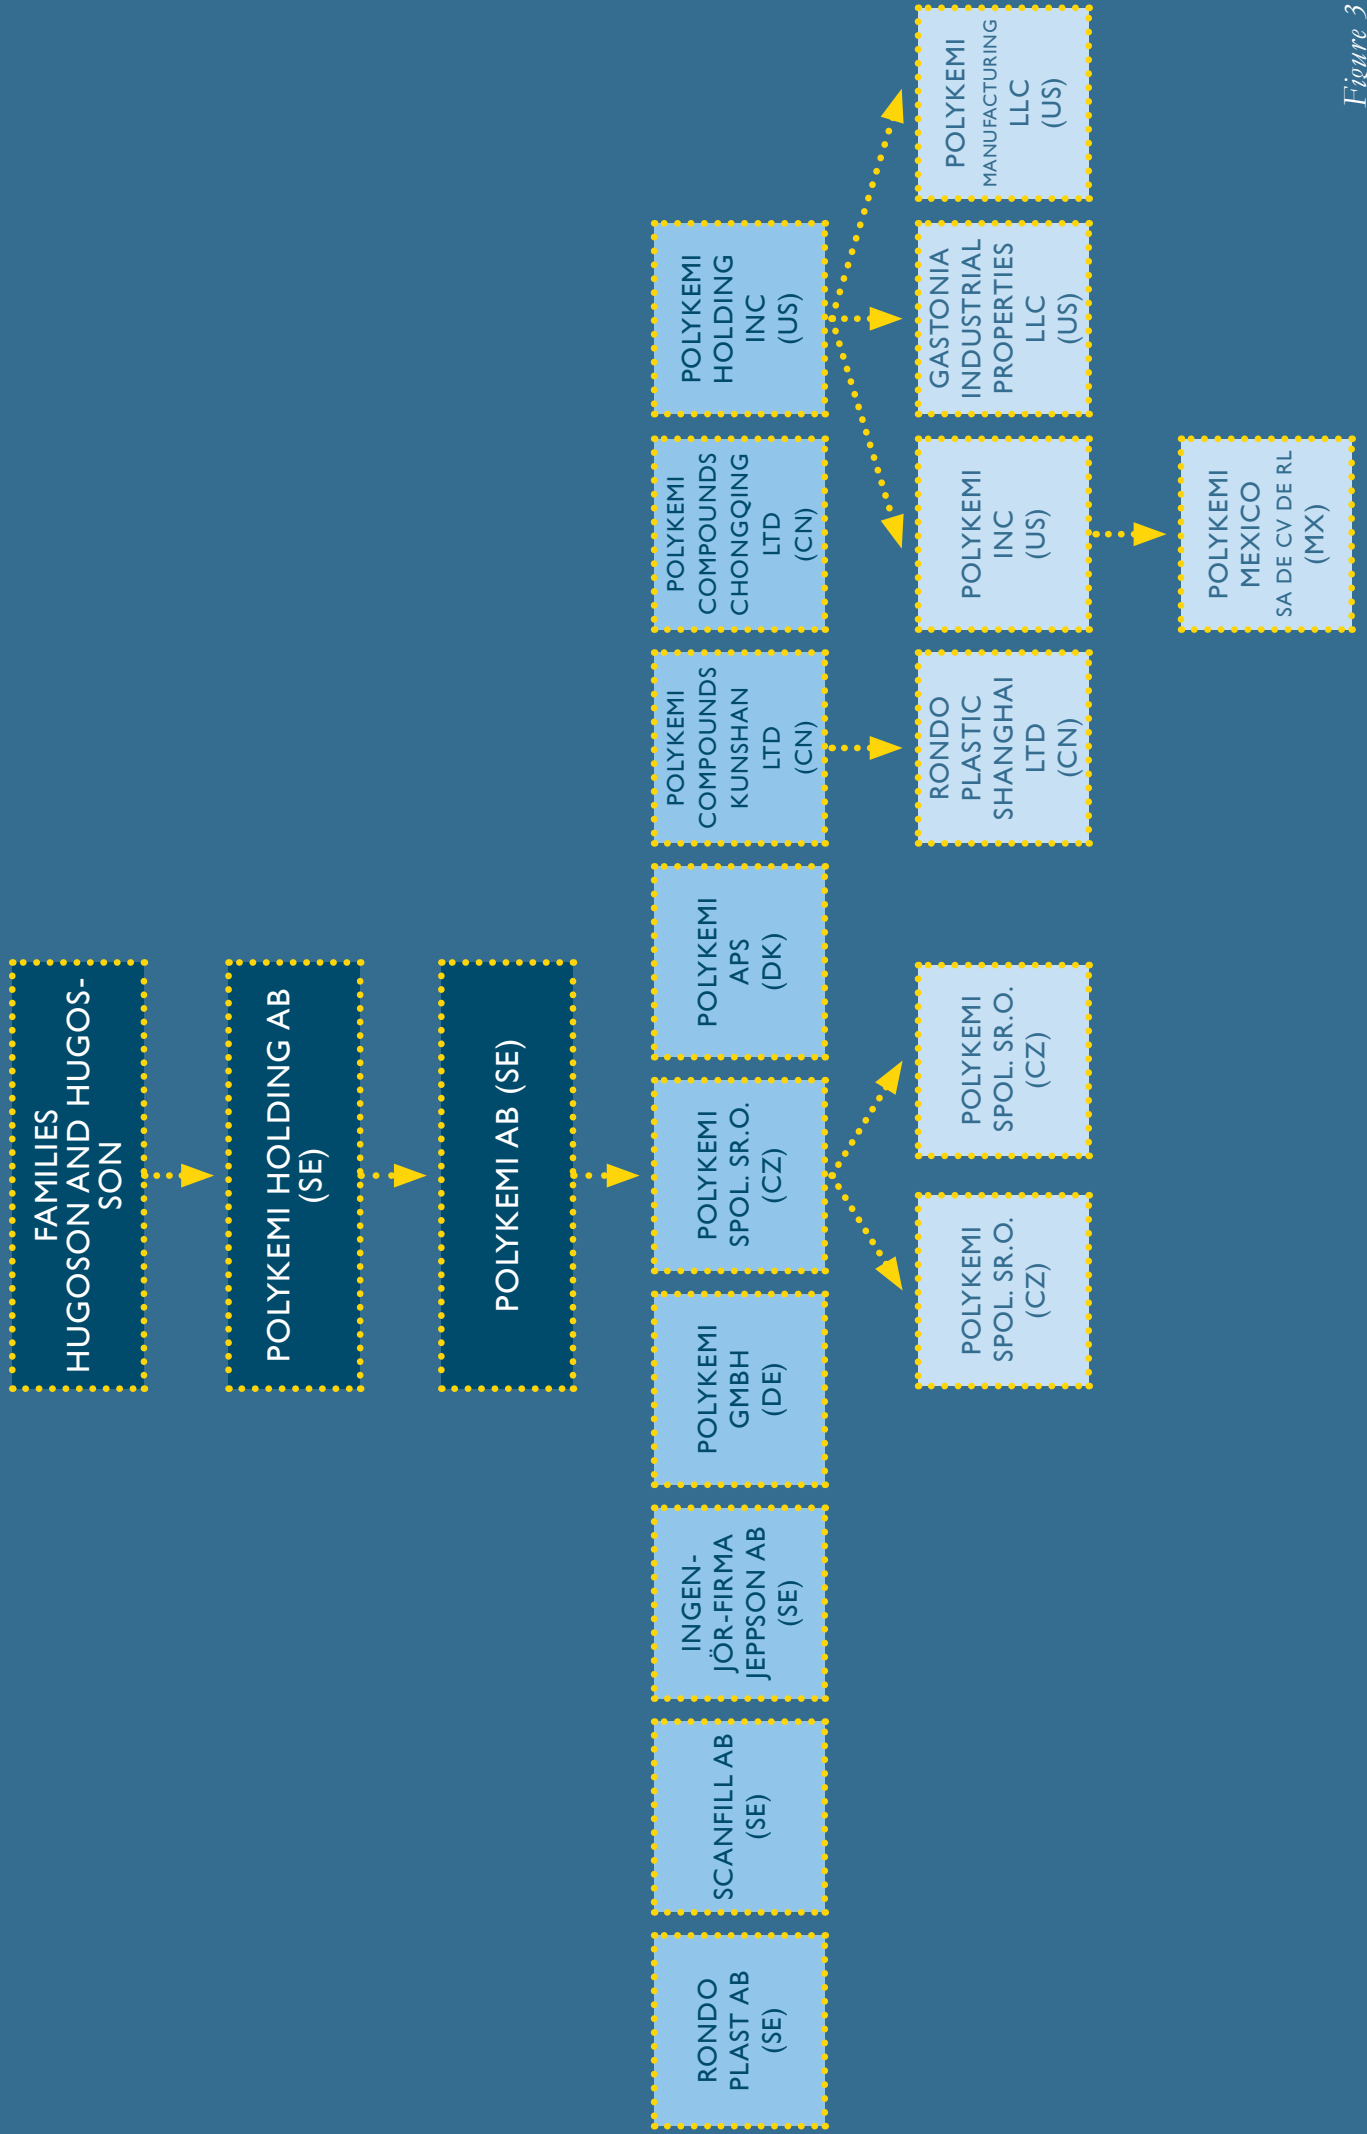 FAMILIES
HUGOSON AND HUGOS-
SON
POLYKEMI HOLDING AB
(SE)
POLYKEMI AB (SE)
RONDO
PLAST AB
(SE)
SCANFILL AB
(SE)
INGEN-
JÖR-FIRMA
JEPPSON AB
(SE)
POLYKEMI
GMBH
(DE)
POLYKEMI
SPOL. SR.O.
(CZ)
POLYKEMI
APS
(DK)
POLYKEMI
COMPOUNDS
KUNSHAN
LTD
(CN)
POLYKEMI
COMPOUNDS
CHONGQING
LTD
(CN)
POLYKEMI
HOLDING
INC
(US)
POLYKEMI
SPOL. SR.O.
(CZ)
POLYKEMI
SPOL. SR.O.
(CZ)
RONDO
PLASTIC
SHANGHAI
LTD
(CN)
POLYKEMI
INC
(US)
GASTONIA
INDUSTRIAL
PROPERTIES
LLC
(US)
POLYKEMI
MANUFACTURING
LLC
(US)
POLYKEMI
MEXICO
SA DE CV DE RL
(MX)
Figure 3